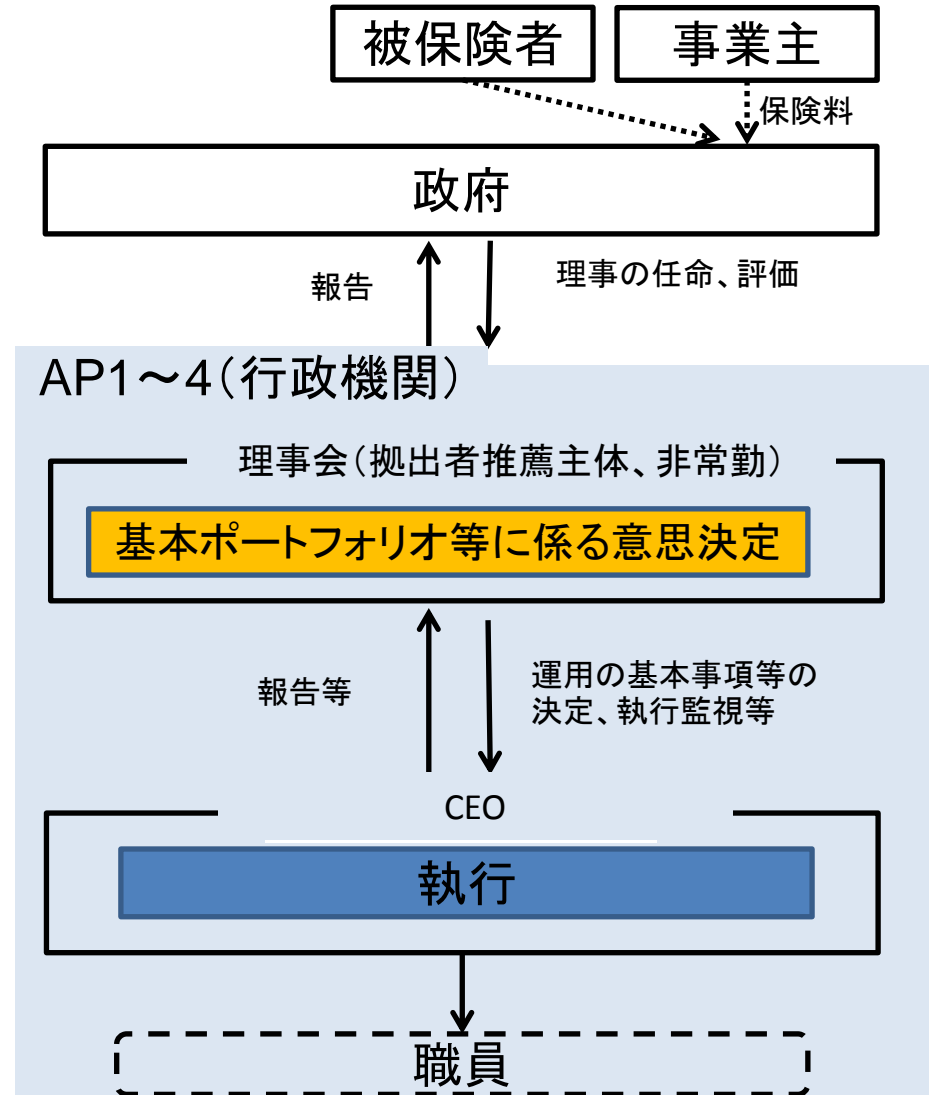 被保険者
事業主
保険料
政府
報告
理事の任命、評価
AP1～4（行政機関）
理事会（拠出者推薦主体、非常勤）
基本ポートフォリオ等に係る意思決定
報告等
運用の基本事項等の
決定、執行監視等
CEO
執行
職員